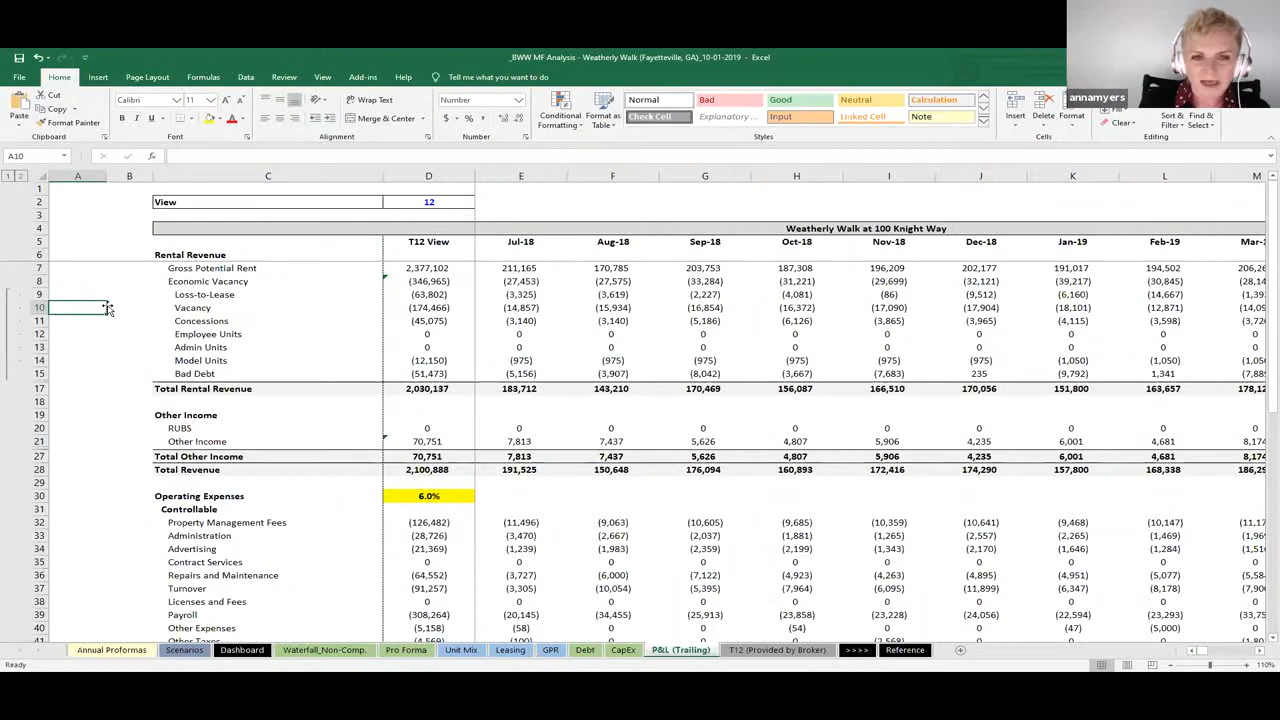 _BWW MF Analysis - Weatherly Walk (Fayetteville, GA)_10-01-2019 - Excel
annamyers
File Home Insert Page Layout Formulas Data Review View Add-ins Help Tell me what you want to do
Cut
Copy
Format Painter
Paste
Calibri 11
B I U
Wrap Text
Merge & Center
Number
$ % ,
Conditional Formatting
Format as Table
Normal Bad Good Neutral Calculation
Check Cell Explanatory ... Input Linked Cell Note
Insert Delete Format
Clear
Sort & Filter
Find & Select
Clipboard Font Alignment Number Styles Cells Editing
A10 fx
1 2 A B C D E F G H I J K L M
1
2 View 12
3
4 Weatherly Walk at 100 Knight Way
5 T12 View Jul-18 Aug-18 Sep-18 Oct-18 Nov-18 Dec-18 Jan-19 Feb-19 Mar-
6 Rental Revenue
7 Gross Potential Rent 2,377,102 211,165 170,785 203,753 187,308 196,209 202,177 191,017 194,502 206,26
8 Economic Vacancy (346,965) (27,453) (27,575) (33,284) (31,221) (29,699) (32,121) (39,217) (30,845) (28,14
9 Loss-to-Lease (63,802) (3,325) (3,619) (2,227) (4,081) (86) (9,512) (6,160) (14,667) (1,39
10 Vacancy (174,466) (14,857) (15,934) (16,854) (16,372) (17,090) (17,904) (18,101) (12,871) (14,09
11 Concessions (45,075) (3,140) (3,140) (5,186) (6,126) (3,865) (3,965) (4,115) (3,598) (3,72
12 Employee Units 0 0 0 0 0 0 0 0 0
13 Admin Units 0 0 0 0 0 0 0 0 0
14 Model Units (12,150) (975) (975) (975) (975) (975) (975) (1,050) (1,050) (1,05
15 Bad Debt (51,473) (5,156) (3,907) (8,042) (3,667) (7,683) 235 (9,792) 1,341 (7,88
17 Total Rental Revenue 2,030,137 183,712 143,210 170,469 156,087 166,510 170,056 151,800 163,657 178,12
18
19 Other Income
20 RUBS 0 0 0 0 0 0 0 0 0
21 Other Income 70,751 7,813 7,437 5,626 4,807 5,906 4,235 6,001 4,681 8,174
27 Total Other Income 70,751 7,813 7,437 5,626 4,807 5,906 4,235 6,001 4,681 8,174
28 Total Revenue 2,100,888 191,525 150,648 176,094 160,893 172,416 174,290 157,800 168,338 186,29
29
30 Operating Expenses 6.0%
31 Controllable
32 Property Management Fees (126,482) (11,496) (9,063) (10,605) (9,685) (10,359) (10,641) (9,468) (10,147) (11,17
33 Administration (28,726) (3,470) (2,667) (2,037) (1,881) (1,265) (2,557) (2,265) (1,469) (1,96
34 Advertising (21,369) (1,239) (1,983) (2,359) (2,199) (1,343) (2,170) (1,646) (1,284) (1,51
35 Contract Services 0 0 0 0 0 0 0 0 0
36 Repairs and Maintenance (64,552) (3,727) (6,000) (7,122) (4,923) (4,263) (4,895) (4,951) (5,077) (5,58
37 Turnover (91,257) (3,305) (10,054) (5,395) (7,964) (6,095) (11,899) (6,347) (8,178) (7,90
38 Licenses and Fees 0 0 0 0 0 0 0 0 0
39 Payroll (308,264) (20,145) (34,455) (25,913) (23,858) (23,228) (24,056) (22,594) (23,293) (33,75
40 Other Expenses (5,158) (58) 0 0 (54) 0 0 (47) (5,000) 0
41 Other Taxes (4,569) (100) 0 0 0 (2,568) 0 0 0 0
Annual Proformas Scenarios Dashboard Waterfall_Non-Comp. Pro Forma Unit Mix Leasing GPR Debt CapEx P&L (Trailing) T12 (Provided by Broker) >>>> Reference
Ready 110%